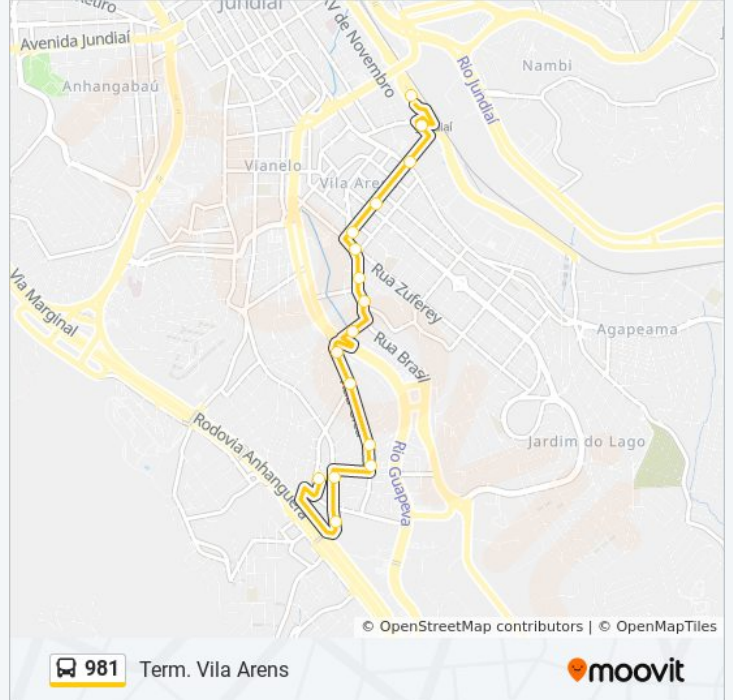 Jundiaí
Avenida Jundiaí
IV de Novembro
Rio Jundiaí
Nambi
Anhangabaú
Vianelo
Vila Are
Rua Zuferey
Via Marginal
Agapeama
Rua Brasil
Rodovia Anhanguera
Rio Guapeva
Jardim do Lago
© OpenStreetMap contributors | © OpenMapTiles
981 Term. Vila Arens
moovit